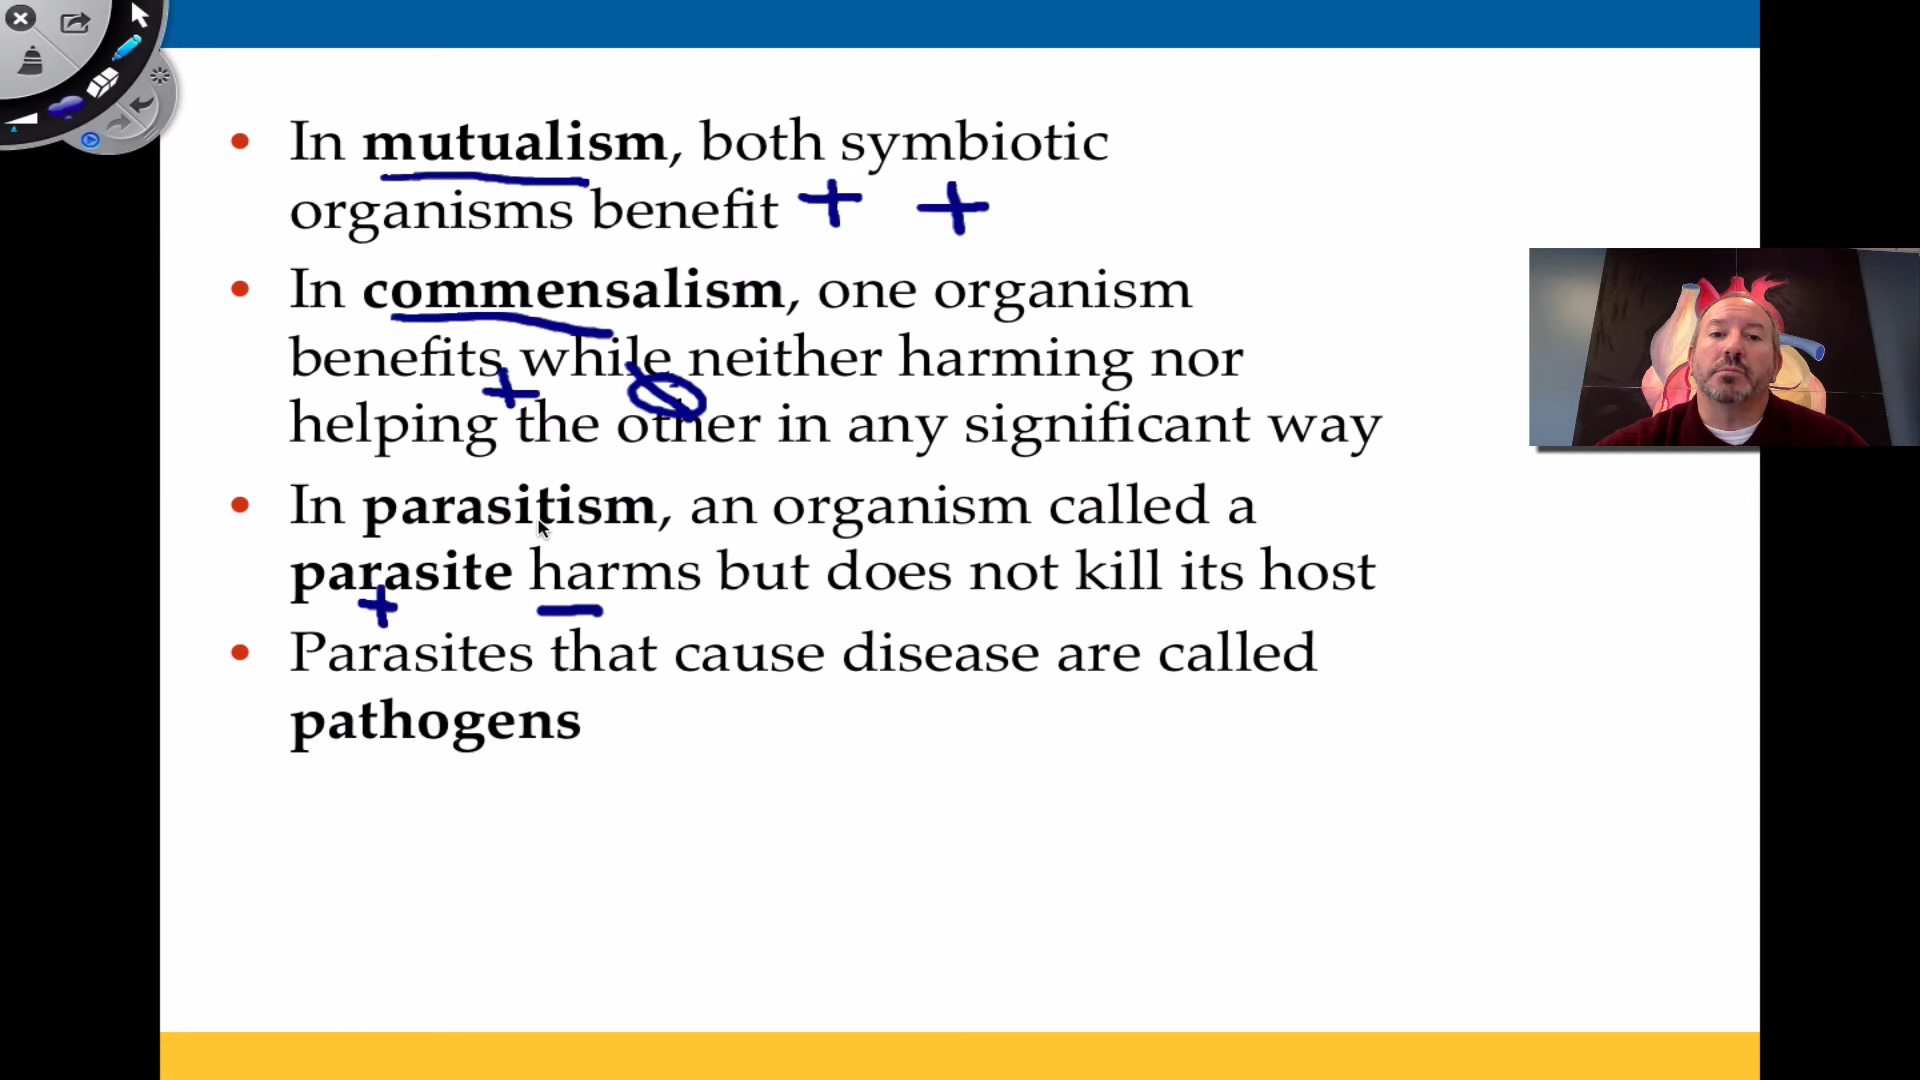 • In mutualism, both symbiotic
organisms benefit + +
• In commensalism, one organism
benefits while neither harming nor
+ ∅
helping the other in any significant way
• In parasitism, an organism called a
parasite harms but does not kill its host
+ −
• Parasites that cause disease are called
pathogens